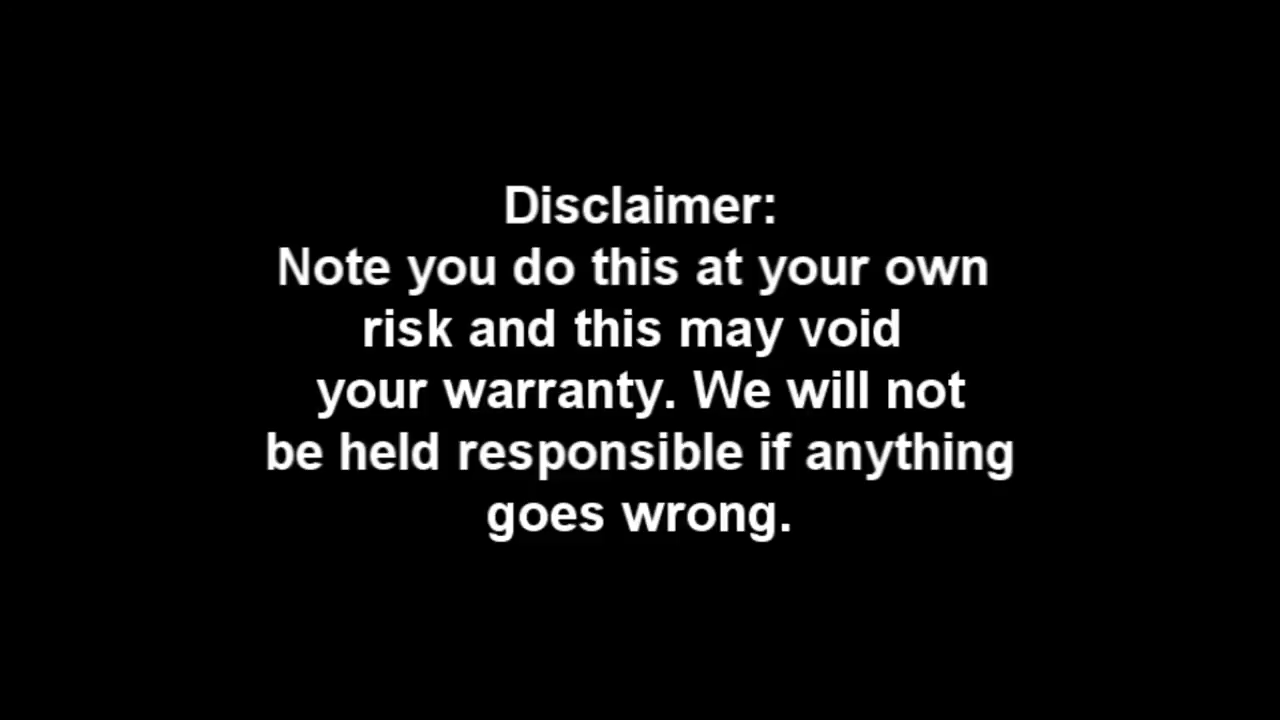 Disclaimer:
Note you do this at your own
risk and this may void
your warranty. We will not
be held responsible if anything
goes wrong.